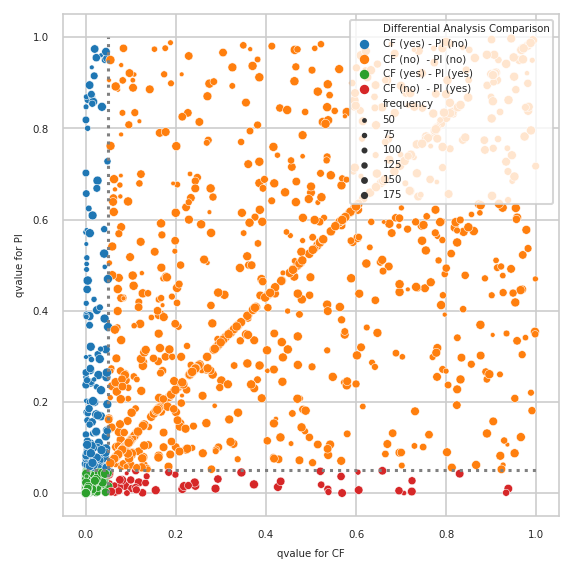 Differential Analysis Comparison
CF (yes) - PI (no)
CF (no) - PI (no)
CF (yes) - PI (yes)
CF (no) - PI (yes)
frequency
50
75
100
125
150
175
1.0
0.8
0.6
0.4
0.2
0.0
qvalue for PI
0.0 0.2 0.4 0.6 0.8 1.0
qvalue for CF